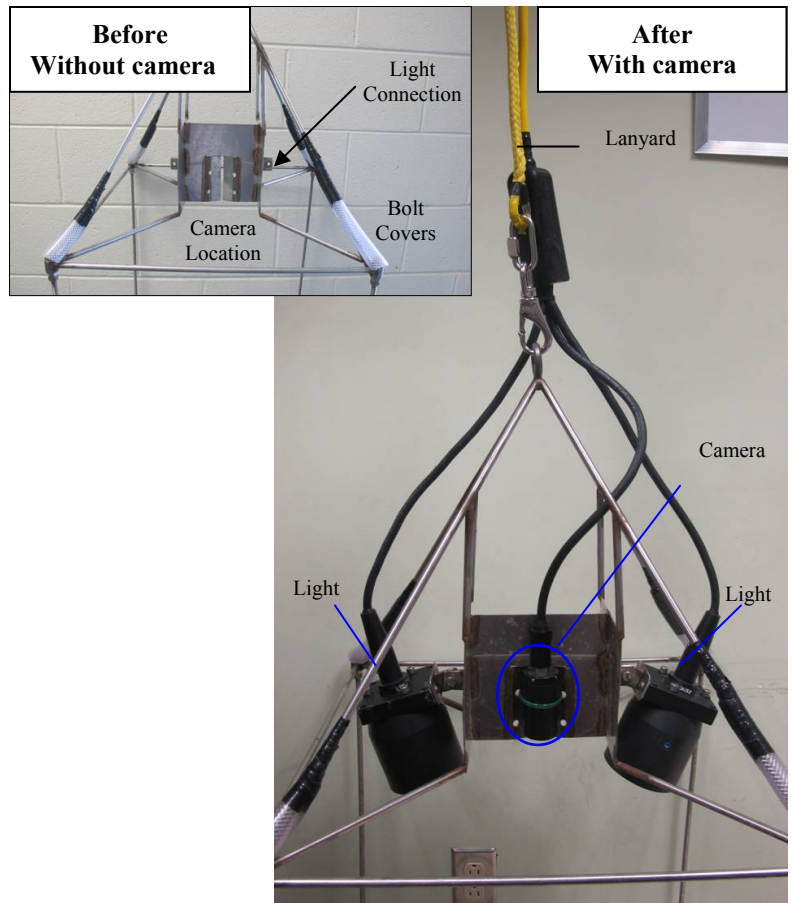 Before
Without camera
Light
Connection
Camera
Location
Bolt
Covers
After
With camera
Lanyard
Camera
Light
Light